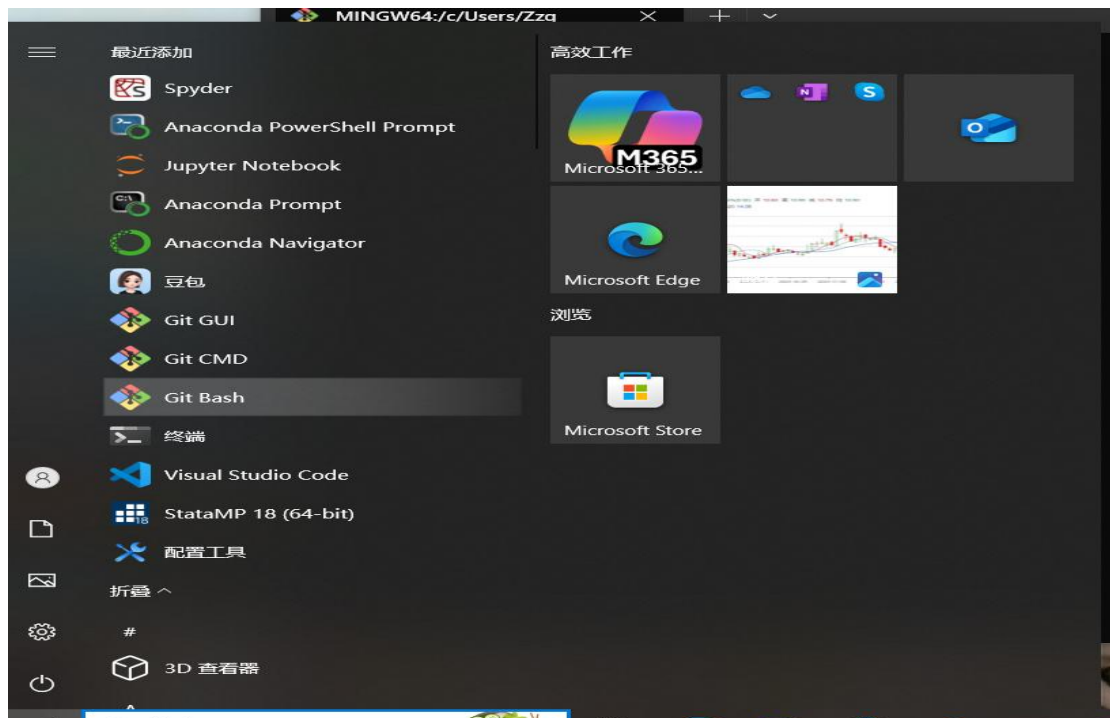 MINGW64:/c/Users/Zzq
最近添加
Spyder
Anaconda PowerShell Prompt
Jupyter Notebook
Anaconda Prompt
Anaconda Navigator
豆包
Git GUI
Git CMD
Git Bash
终端
Visual Studio Code
StataMP 18 (64-bit)
配置工具
折叠
#
3D 查看器
高效工作
M365
Microsoft 365...
Microsoft Edge
浏览
Microsoft Store